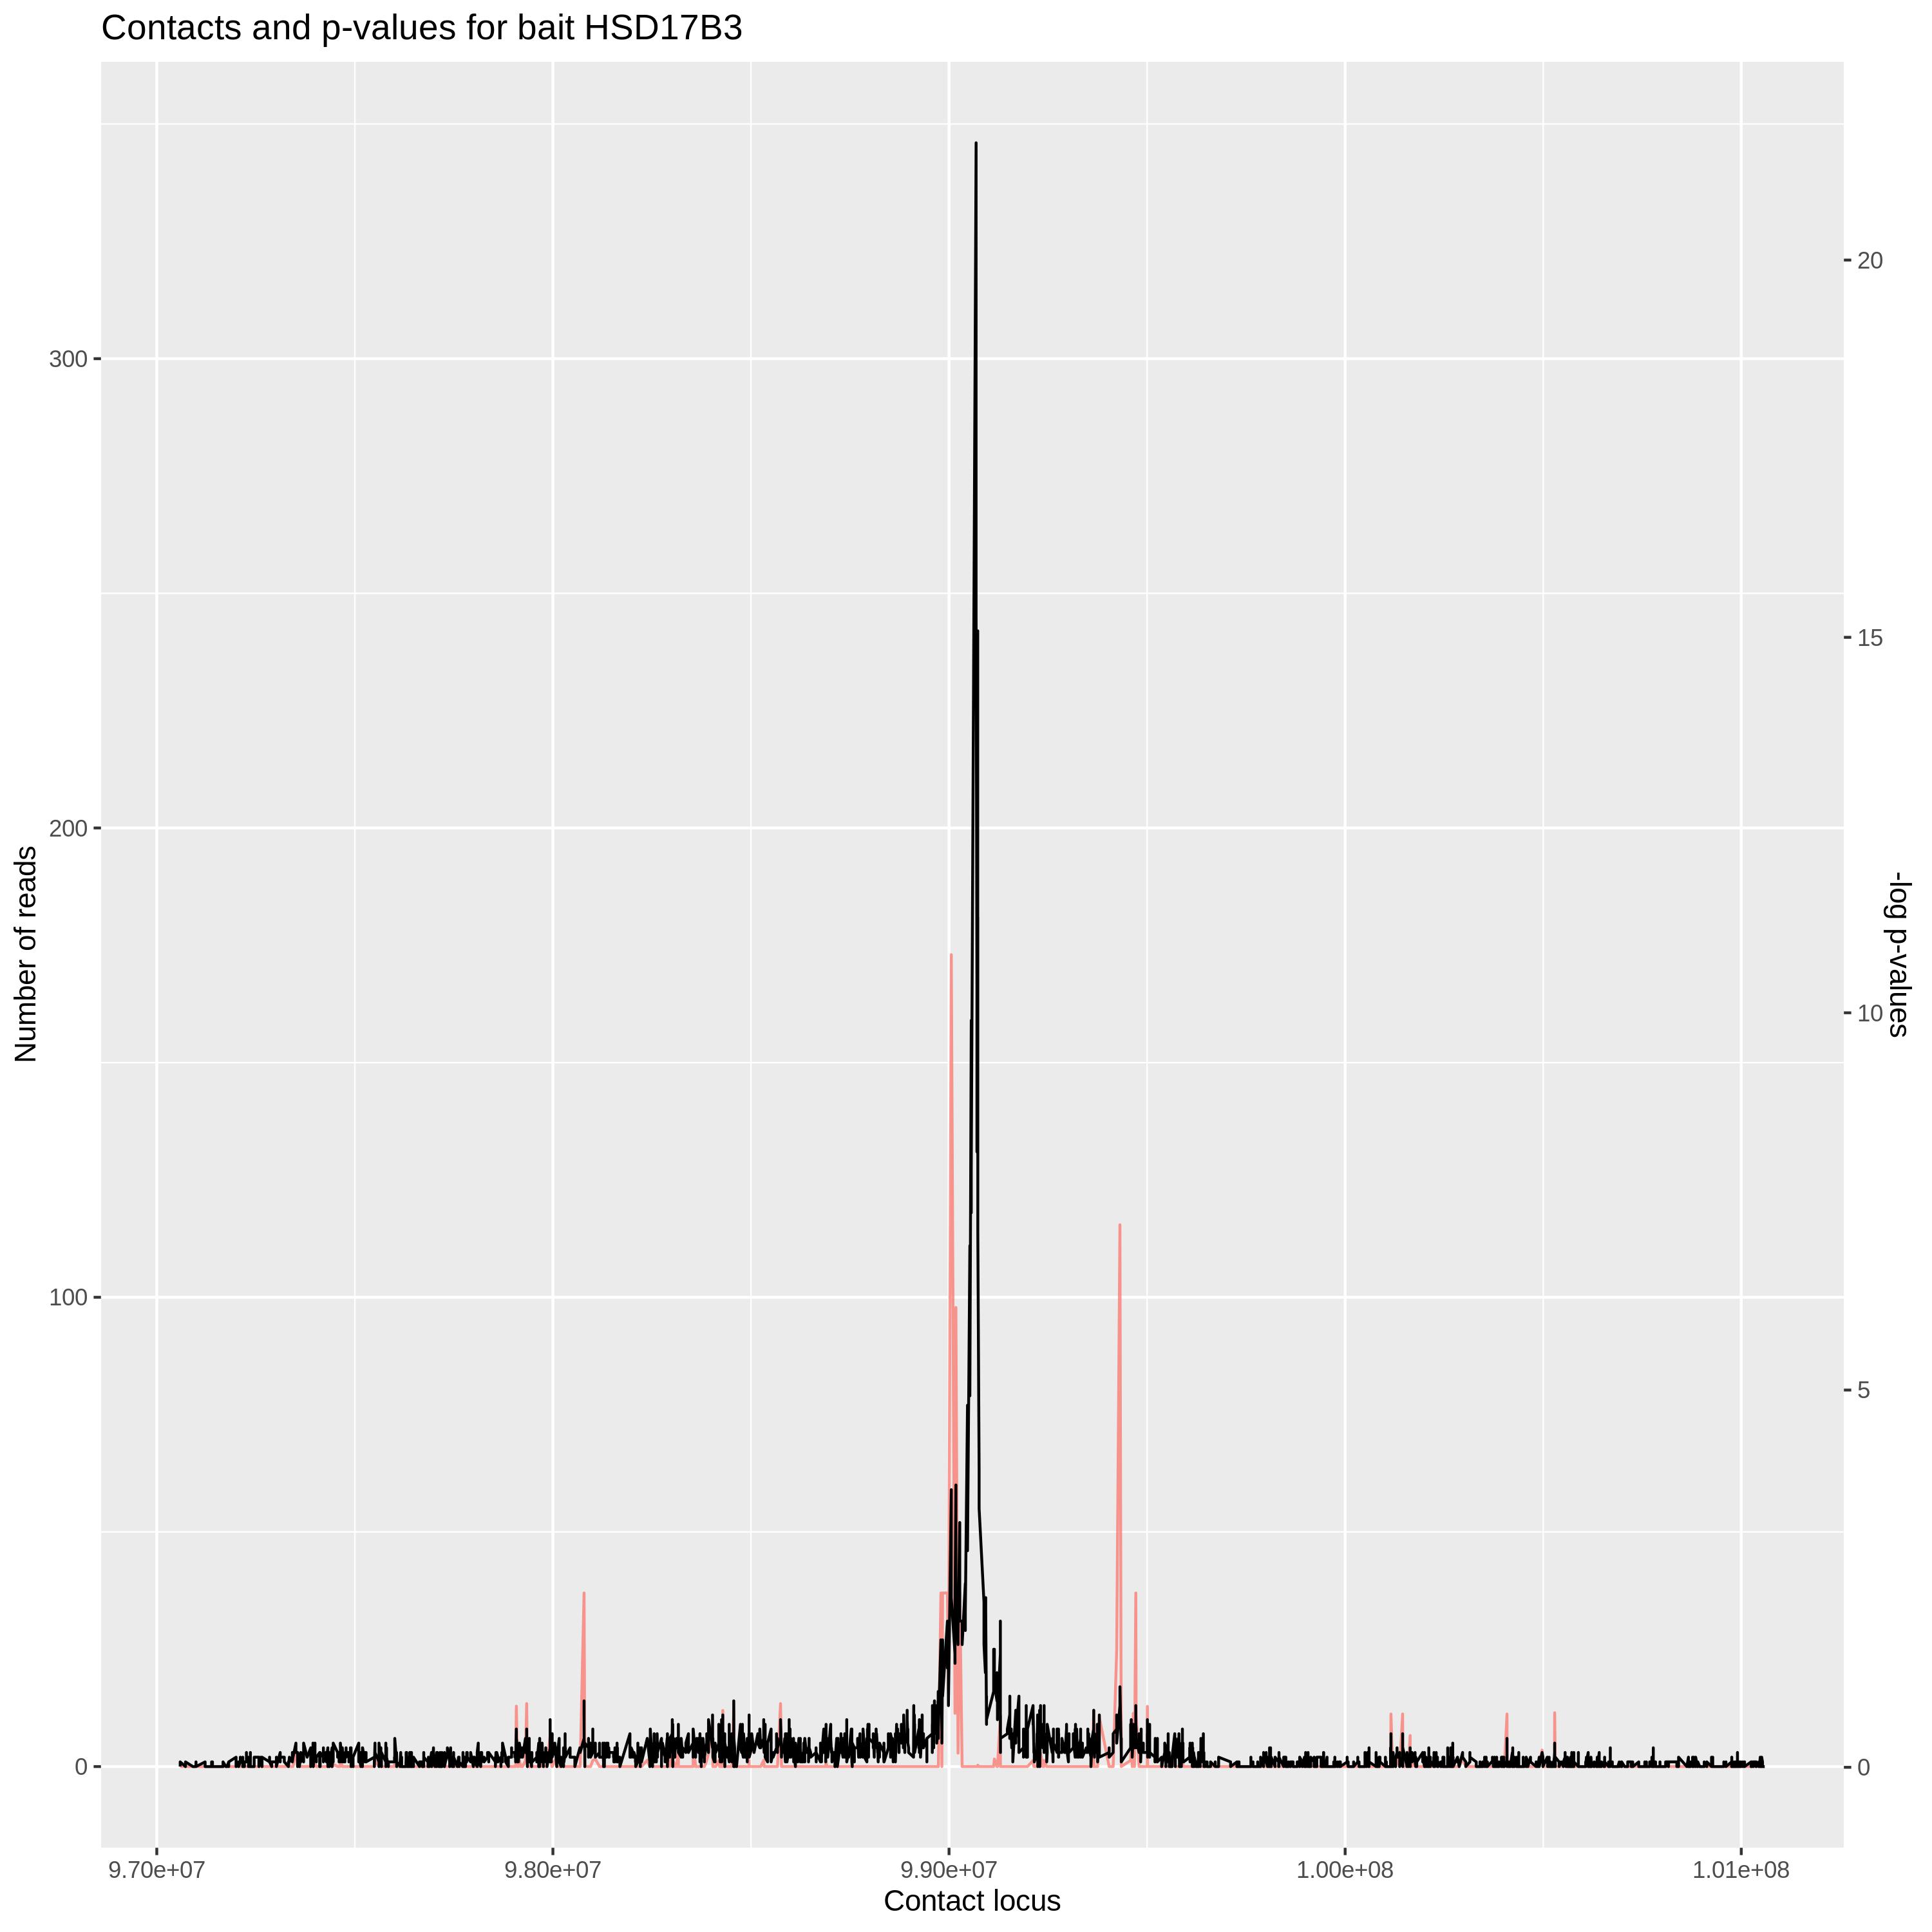 Contacts and p-values for bait HSD17B3
300
200
100
0
Number of reads
20
15
10
5
0
-log p-values
9.70e+07 9.80e+07 9.90e+07 1.00e+08 1.01e+08
Contact locus